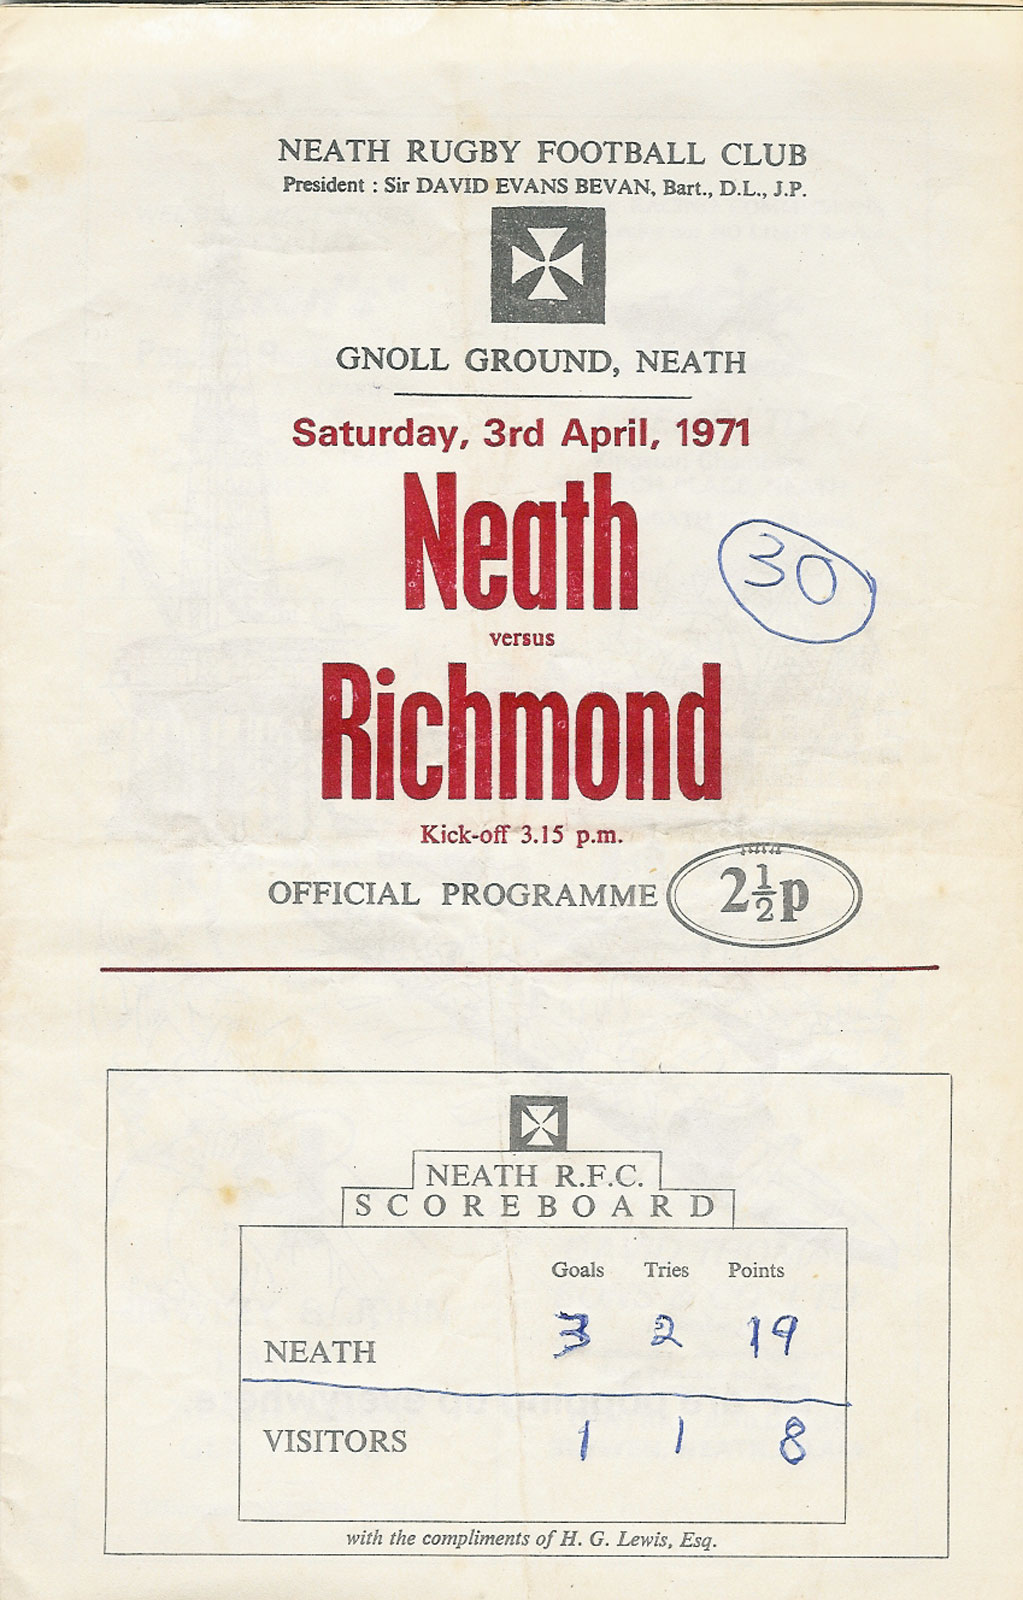 NEATH RUGBY FOOTBALL CLUB
President : Sir DAVID EVANS BEVAN, Bart., D.L., J.P.
GNOLL GROUND, NEATH
Saturday, 3rd April, 1971
Neath
30
versus
Richmond
Kick-off 3.15 p.m.
OFFICIAL PROGRAMME 2½p
NEATH R.F.C.
SCOREBOARD
Goals Tries Points
NEATH 3 2 19
VISITORS 1 1 8
with the compliments of H. G. Lewis, Esq.